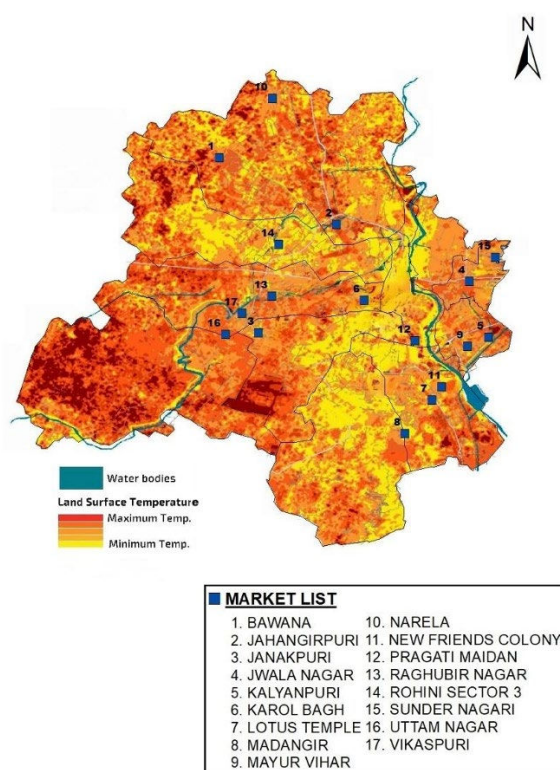 N
10
1
2
14
15
4
13
6
17
16
3
12
5
9
11
7
8
Water bodies
Land Surface Temperature
Maximum Temp.
Minimum Temp.
MARKET LIST
1. BAWANA
2. JAHANGIRPURI
3. JANAKPURI
4. JWALA NAGAR
5. KALYANPURI
6. KAROL BAGH
7. LOTUS TEMPLE
8. MADANGIR
9. MAYUR VIHAR
10. NARELA
11. NEW FRIENDS COLONY
12. PRAGATI MAIDAN
13. RAGHUBIR NAGAR
14. ROHINI SECTOR 3
15. SUNDER NAGARI
16. UTTAM NAGAR
17. VIKASPURI